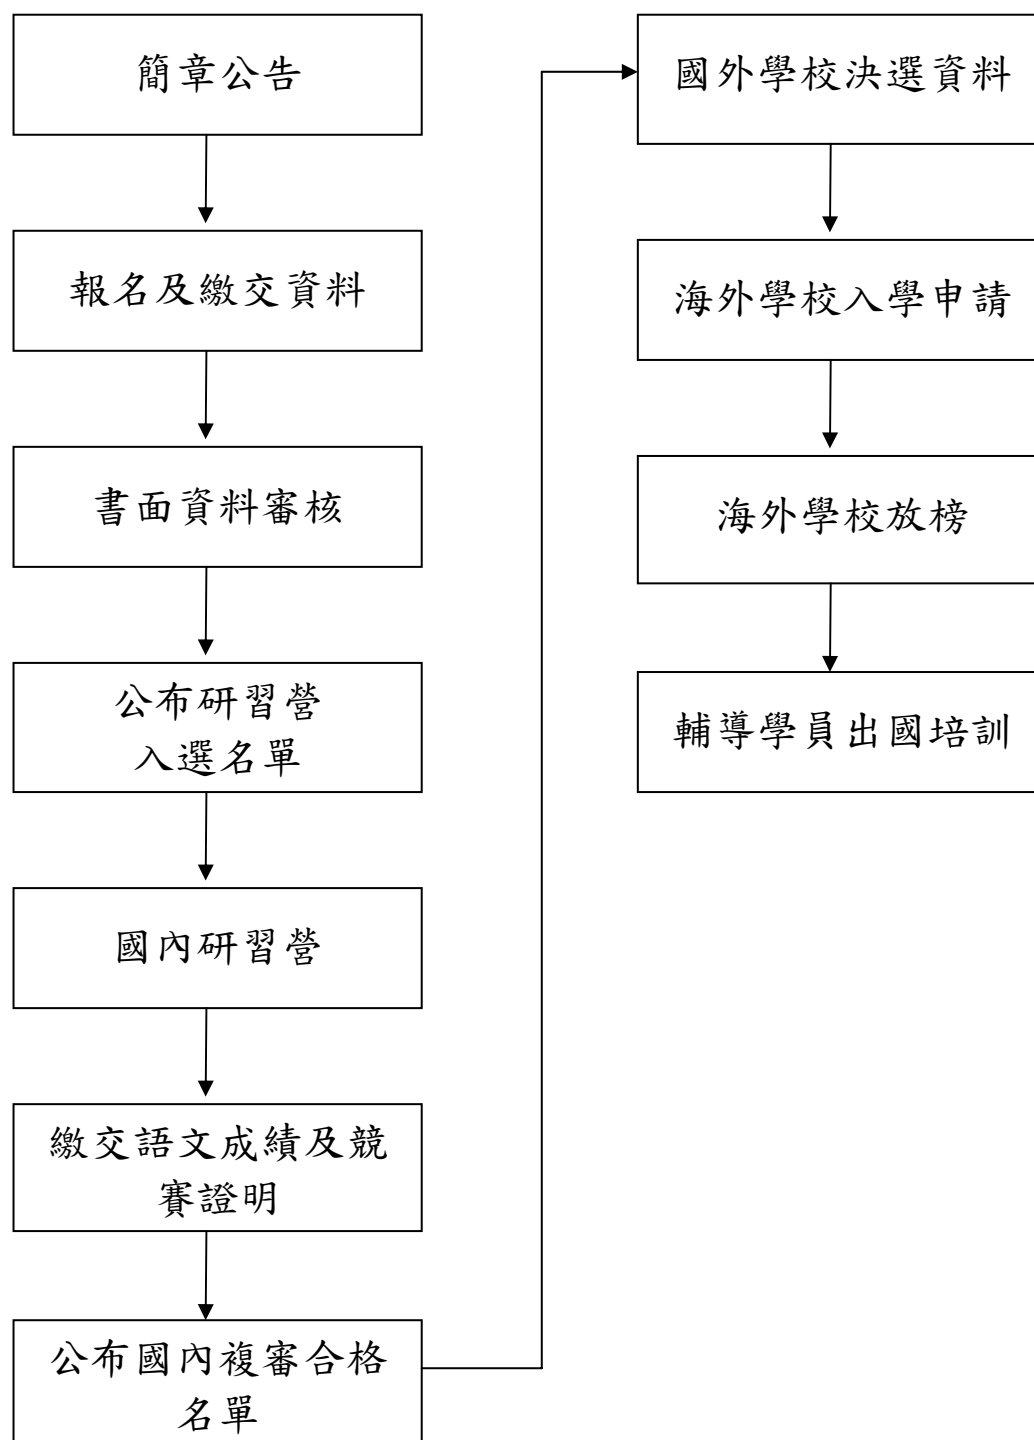 簡章公告
報名及繳交資料
書面資料審核
公布研習營
入選名單
國內研習營
繳交語文成績及競
賽證明
公布國內複審合格
名單
國外學校決選資料
海外學校入學申請
海外學校放榜
輔導學員出國培訓